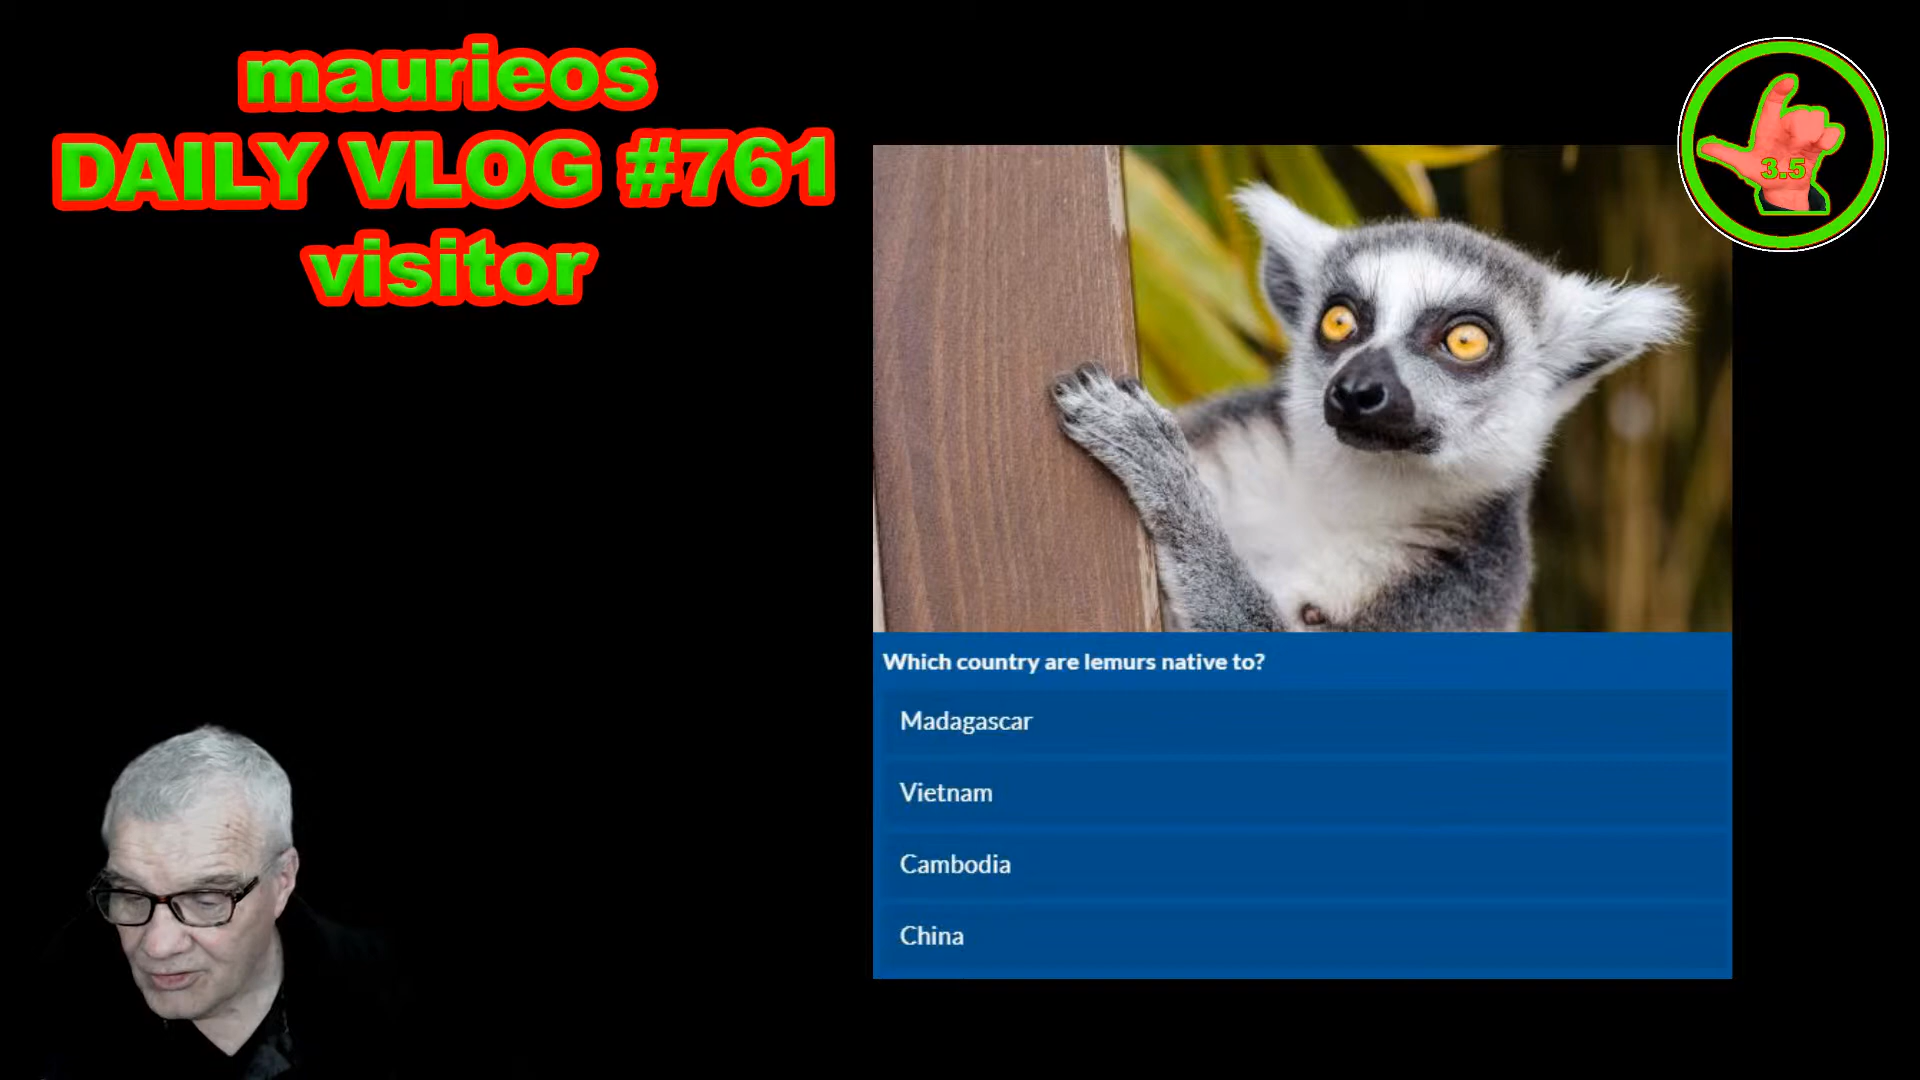 maurieos
DAILY VLOG #761
visitor
3.5
Which country are lemurs native to?
Madagascar
Vietnam
Cambodia
China